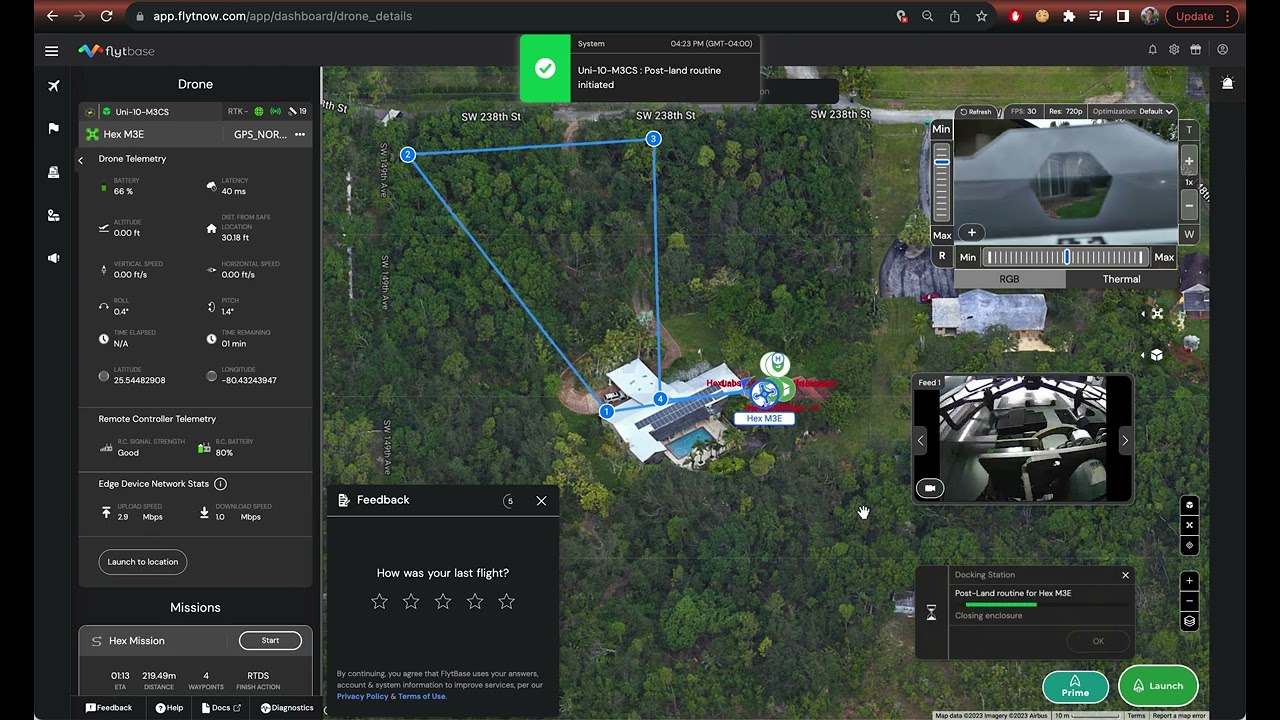 app.flytnow.com/app/dashboard/drone_details
Update
flytbase
System 04:23 PM (GMT-04:00)
Uni-10-M3CS : Post-land routine
initiated
Drone
Uni-10-M3CS RTK - 19
Hex M3E GPS_NOR...
Drone Telemetry
BATTERY
66 %
LATENCY
40 ms
ALTITUDE
0.00 ft
DIST. FROM SAFE
LOCATION
30.18 ft
VERTICAL SPEED
0.00 ft/s
HORIZONTAL SPEED
0.00 ft/s
ROLL
0.4°
PITCH
1.4°
TIME ELAPSED
N/A
TIME REMAINING
01 min
LATITUDE
25.54482908
LONGITUDE
-80.43243947
Remote Controller Telemetry
R.C. SIGNAL STRENGTH
Good
R.C. BATTERY
80%
Edge Device Network Stats
UPLOAD SPEED
2.9 Mbps
DOWNLOAD SPEED
1.0 Mbps
Launch to location
Missions
Hex Mission Start
01:13 219.49m 4 RTDS
ETA DISTANCE WAYPOINTS FINISH ACTION
Feedback Help Docs Diagnostics
SW 238th St
SW 238th St
SW 238th St
SW 149th Ave
SW 149th Ave
SW 149th Ave
2
3
1
4
H
Hex M3E
Refresh FPS: 30 Res: 720p Optimization: Default
Min
Max
R
T
1x
W
Min Max
RGB Thermal
Feed 1
Feedback 5
How was your last flight?
By continuing, you agree that FlytBase uses your answers,
account & system information to improve services, per our
Privacy Policy & Terms of Use.
Docking Station
Post-Land routine for Hex M3E
Closing enclosure
OK
Prime
Launch
Map data ©2023 Imagery ©2023 Airbus 10 m Terms Report a map error